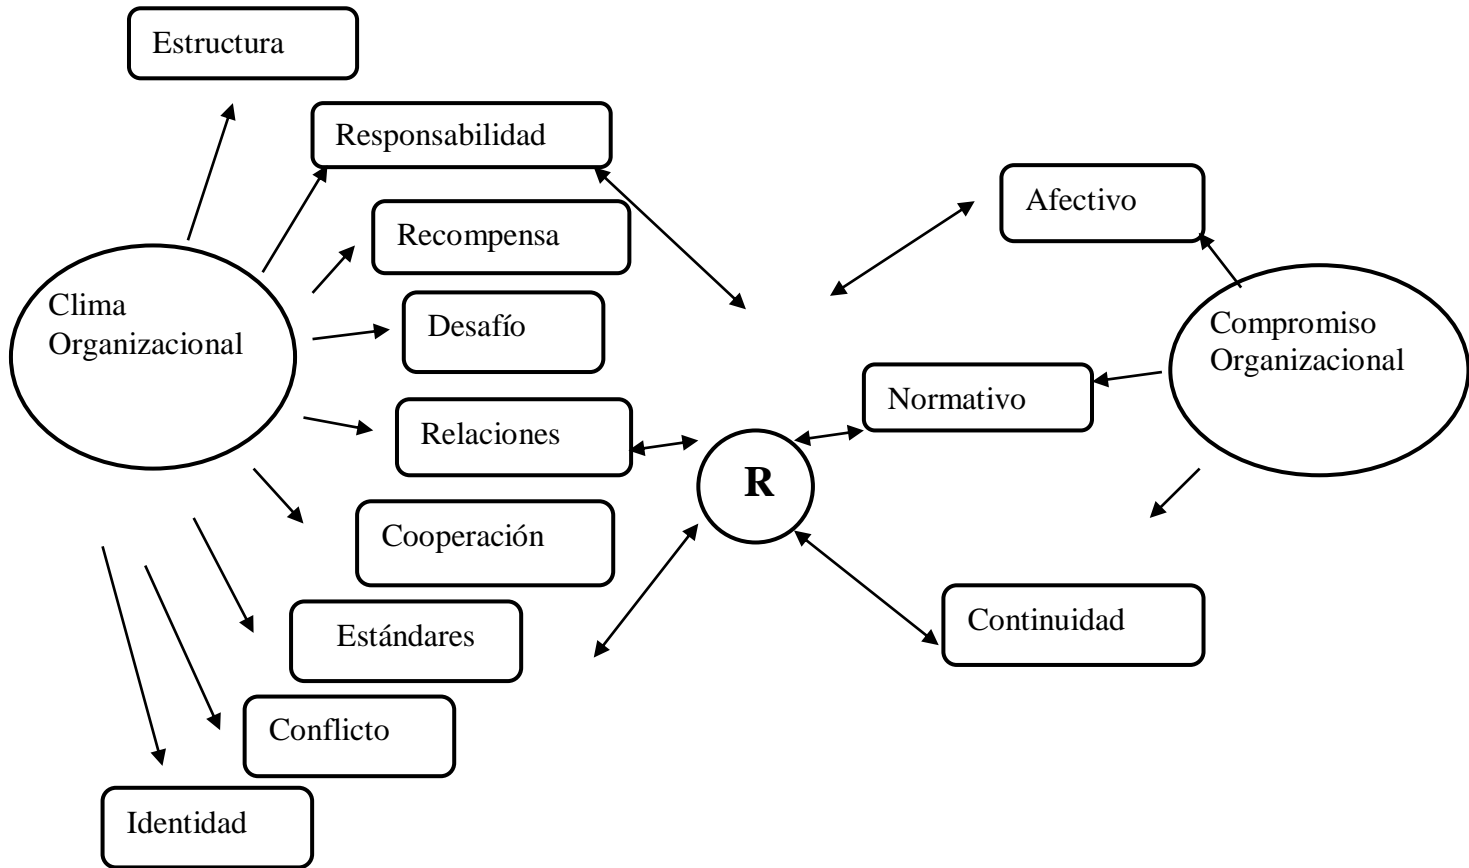 Estructura
Responsabilidad
Recompensa
Desafío
Relaciones
Cooperación
Estándares
Conflicto
Identidad
Clima
Organizacional
R
Afectivo
Normativo
Continuidad
Compromiso
Organizacional